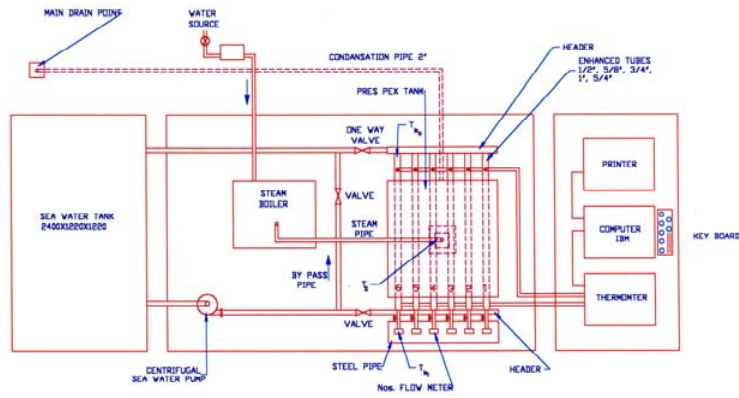 MAIN DRAIN POINT
WATER
SOURCE
CONDANSATION PIPE 2"
HEADER
ENHANCED TUBES
1/2", 5/8", 3/4",
1", 5/4"
PRES PEX TANK
ONE WAY
VALVE
PRINTER
STEAM
BOILER
VALVE
SEA WATER TANK
2400X1220X1220
STEAM
PIPE
COMPUTER
IBM
KEY BOARD
BY PASS
PIPE
6 5 4 3 2 1
THERMOMTER
VALVE
CENTRIFUGAL
SEA WATER PUMP
STEEL PIPE
HEADER
Nos. FLOW METER